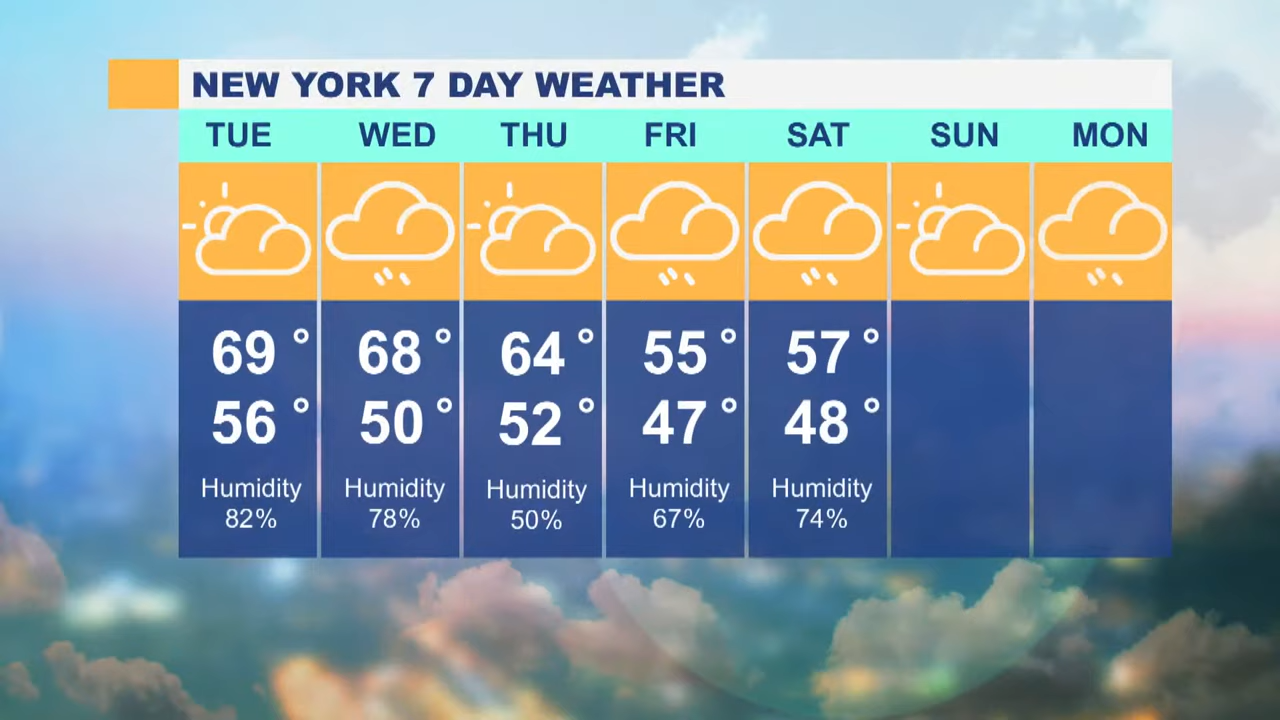 NEW YORK 7 DAY WEATHER
TUE WED THU FRI SAT SUN MON
69° 68° 64° 55° 57°
56° 50° 52° 47° 48°
Humidity Humidity Humidity Humidity Humidity
82% 78% 50% 67% 74%